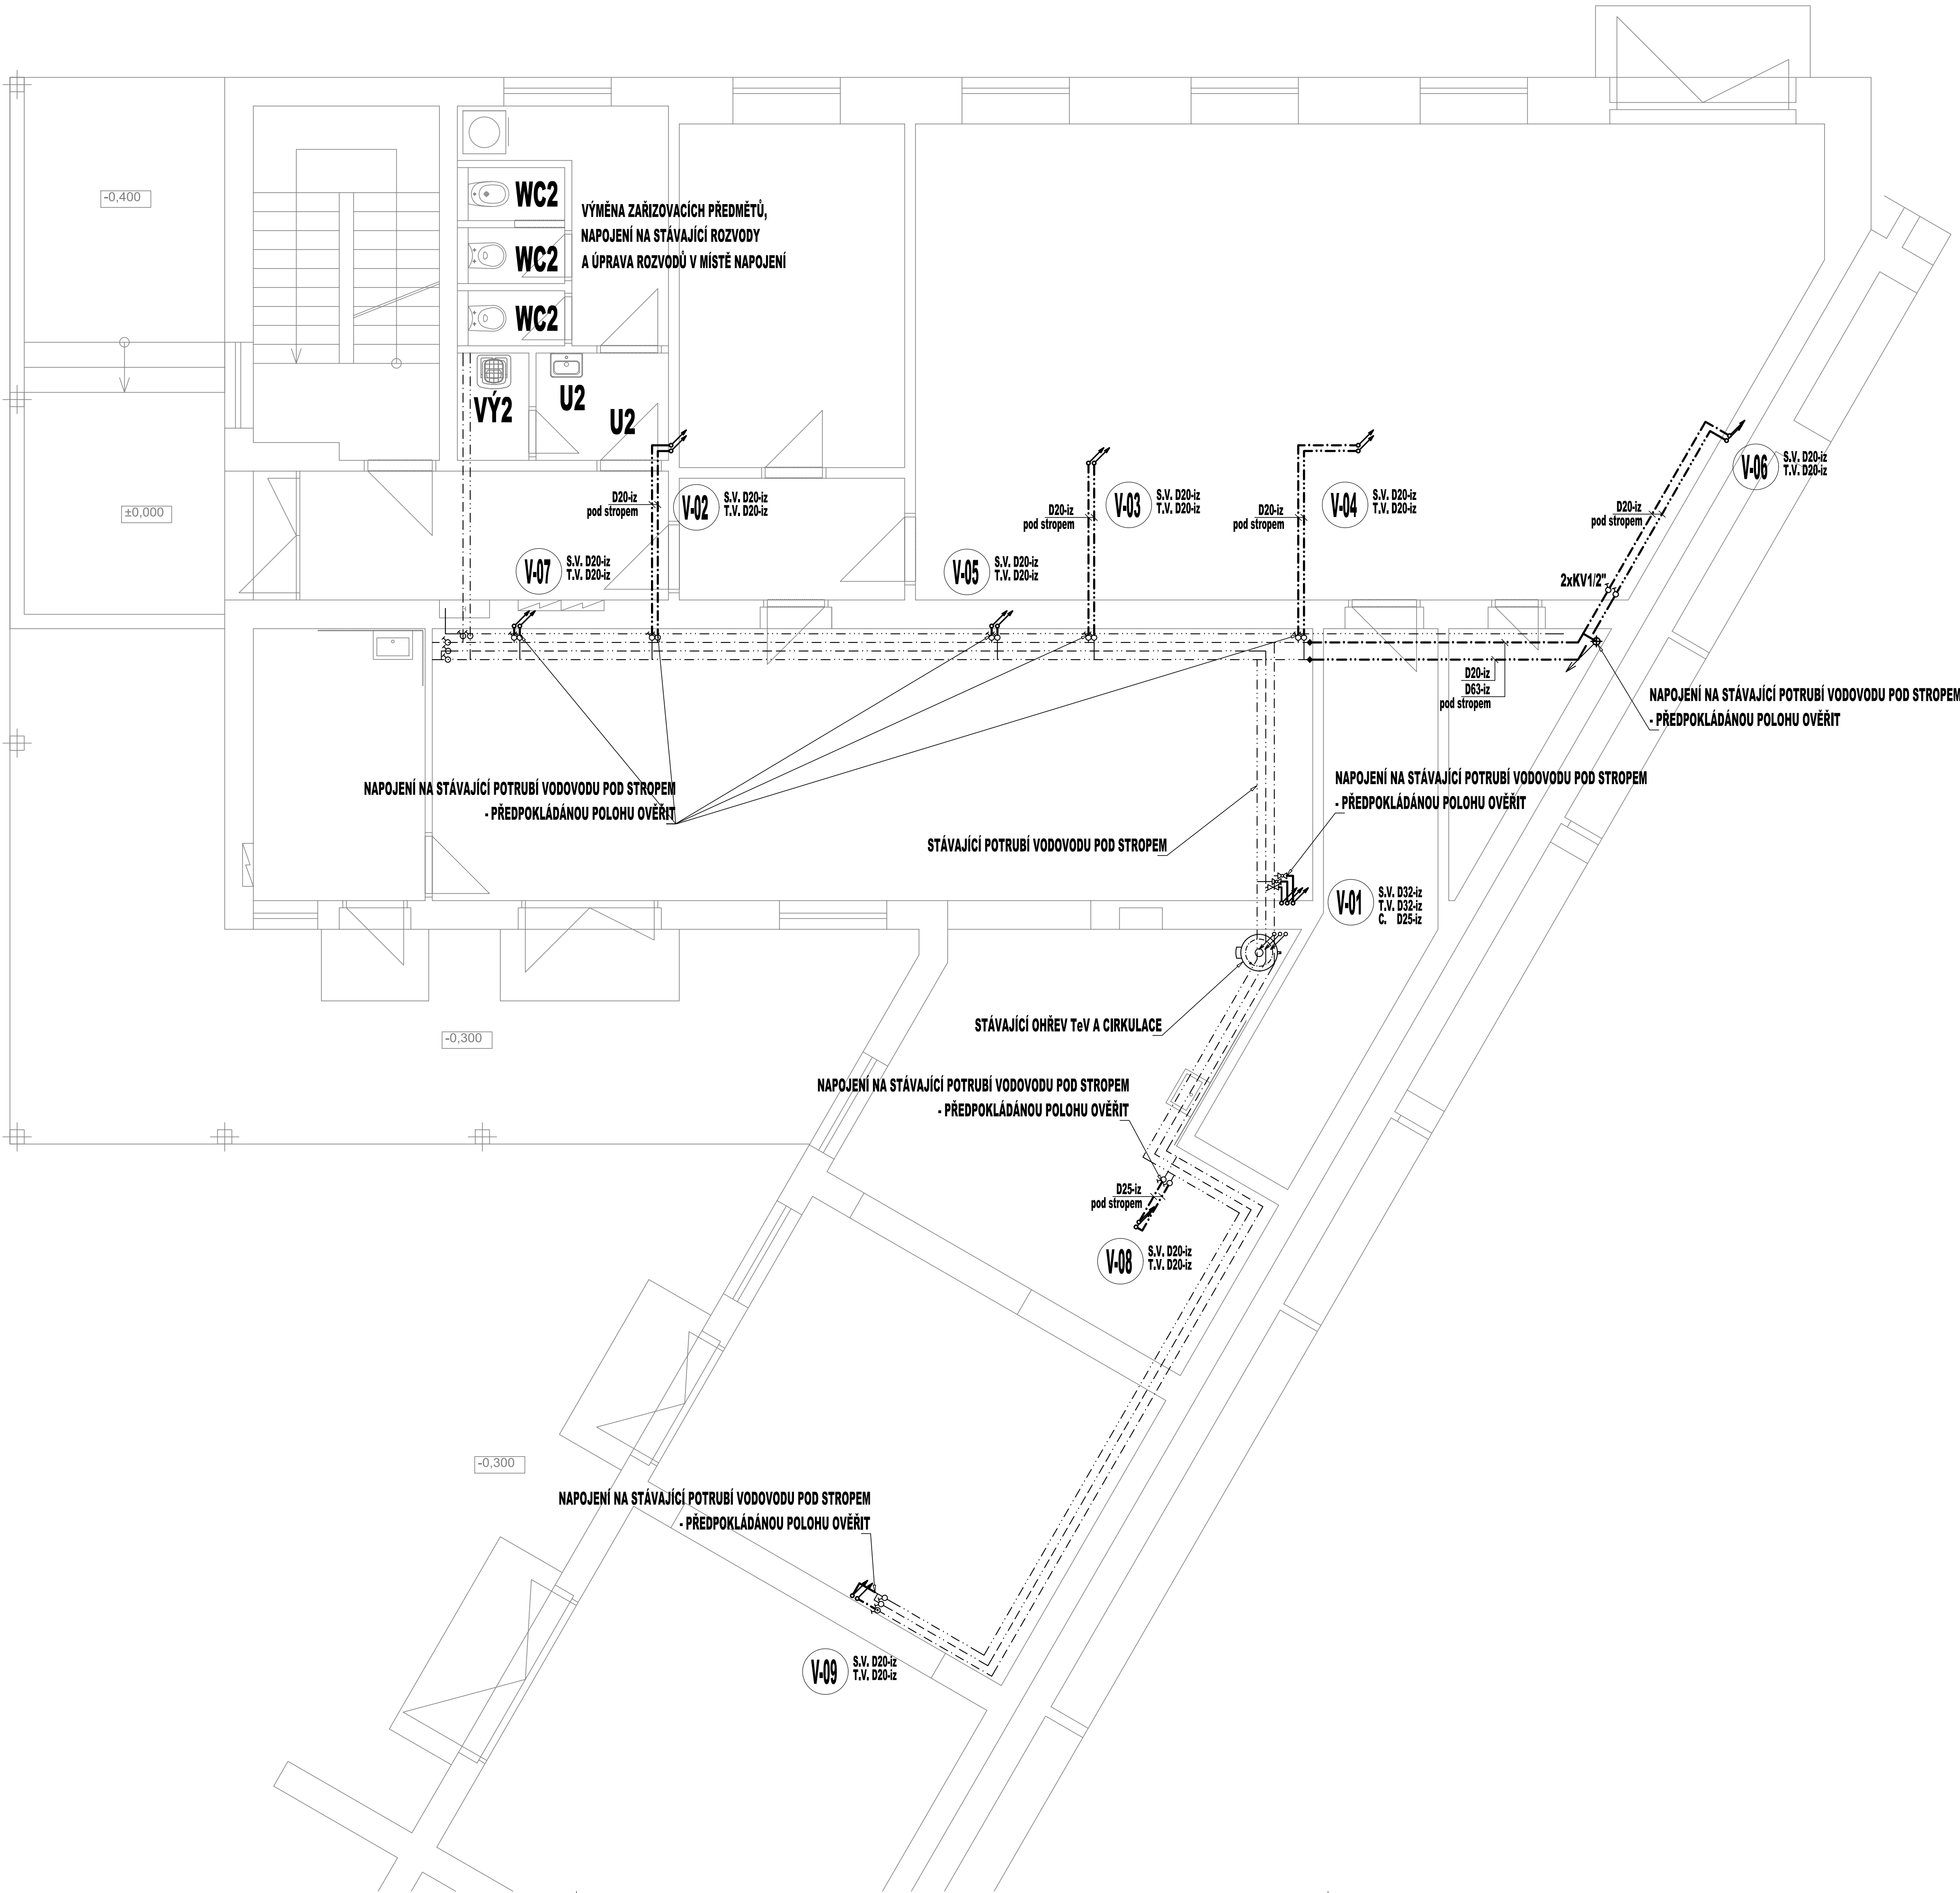 -0,400
WC2
VÝMĚNA ZAŘIZOVACÍCH PŘEDMĚTŮ,
NAPOJENÍ NA STÁVAJÍCÍ ROZVODY
A ÚPRAVA ROZVODŮ V MÍSTĚ NAPOJENÍ
WC2
WC2
VÝ2
U2
U2
±0,000
D20-iz
pod stropem
V-02
S.V. D20-iz
T.V. D20-iz
D20-iz
pod stropem
V-03
S.V. D20-iz
T.V. D20-iz
D20-iz
pod stropem
V-04
S.V. D20-iz
T.V. D20-iz
D20-iz
pod stropem
V-06
S.V. D20-iz
T.V. D20-iz
V-07
S.V. D20-iz
T.V. D20-iz
V-05
S.V. D20-iz
T.V. D20-iz
2xKV1/2"
D20-iz
D63-iz
pod stropem
NAPOJENÍ NA STÁVAJÍCÍ POTRUBÍ VODOVODU POD STROPEM
- PŘEDPOKLÁDÁNOU POLOHU OVĚŘIT
NAPOJENÍ NA STÁVAJÍCÍ POTRUBÍ VODOVODU POD STROPEM
- PŘEDPOKLÁDÁNOU POLOHU OVĚŘIT
NAPOJENÍ NA STÁVAJÍCÍ POTRUBÍ VODOVODU POD STROPEM
- PŘEDPOKLÁDÁNOU POLOHU OVĚŘIT
STÁVAJÍCÍ POTRUBÍ VODOVODU POD STROPEM
V-01
S.V. D32-iz
T.V. D32-iz
C. D25-iz
-0,300
STÁVAJÍCÍ OHŘEV TeV A CIRKULACE
NAPOJENÍ NA STÁVAJÍCÍ POTRUBÍ VODOVODU POD STROPEM
- PŘEDPOKLÁDÁNOU POLOHU OVĚŘIT
D25-iz
pod stropem
V-08
S.V. D20-iz
T.V. D20-iz
-0,300
NAPOJENÍ NA STÁVAJÍCÍ POTRUBÍ VODOVODU POD STROPEM
- PŘEDPOKLÁDÁNOU POLOHU OVĚŘIT
V-09
S.V. D20-iz
T.V. D20-iz